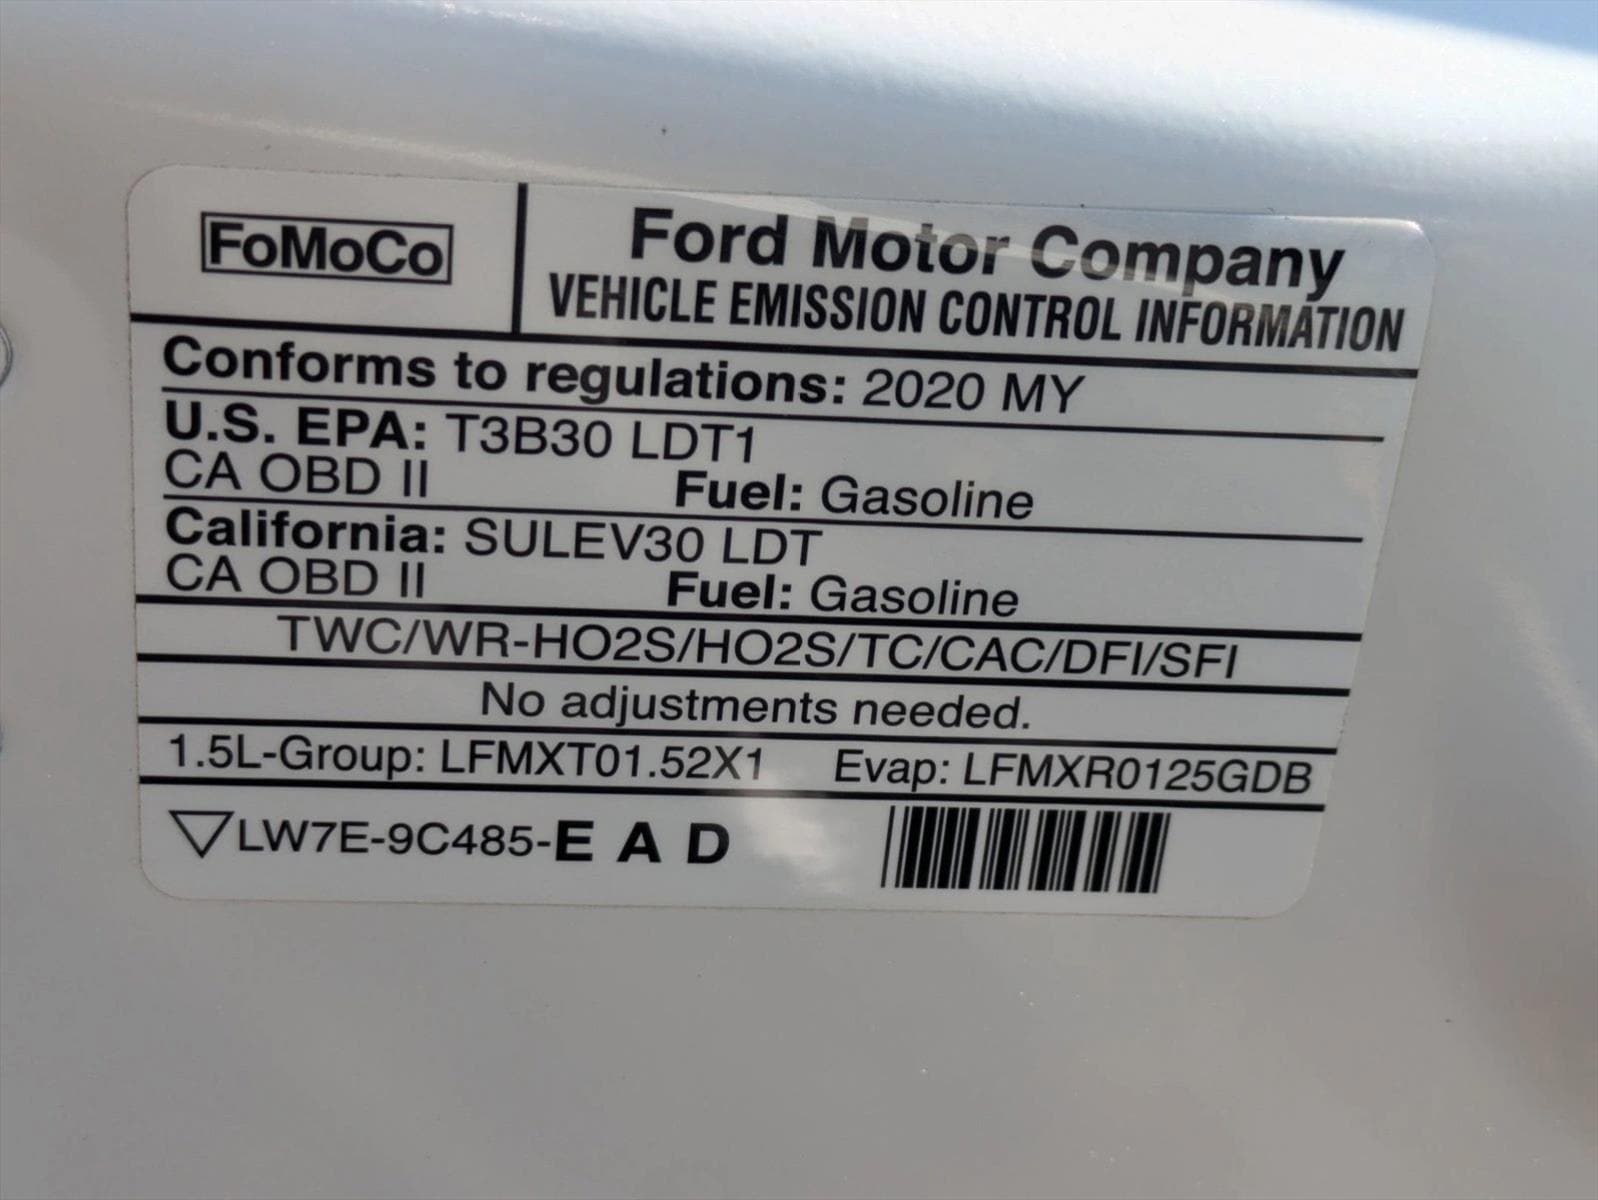 FoMoCo
Ford Motor Company
VEHICLE EMISSION CONTROL INFORMATION
Conforms to regulations: 2020 MY
U.S. EPA: T3B30 LDT1
CA OBD II Fuel: Gasoline
California: SULEV30 LDT
CA OBD II Fuel: Gasoline
TWC/WR-HO2S/HO2S/TC/CAC/DFI/SFI
No adjustments needed.
1.5L-Group: LFMXT01.52X1 Evap: LFMXR0125GDB
LW7E-9C485-E A D